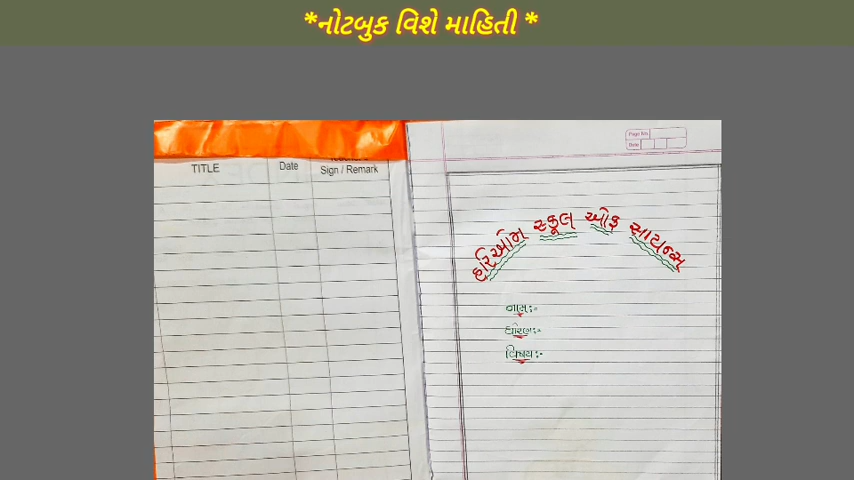 *નોટબુક વિશે માહિતી *
TITLE
Date
Sign / Remark
Page No.
Date
હરિઓમ સ્કૂલ ઓફ સાયન્સ
નામ:-
ધોરણ:-
વિષય:-